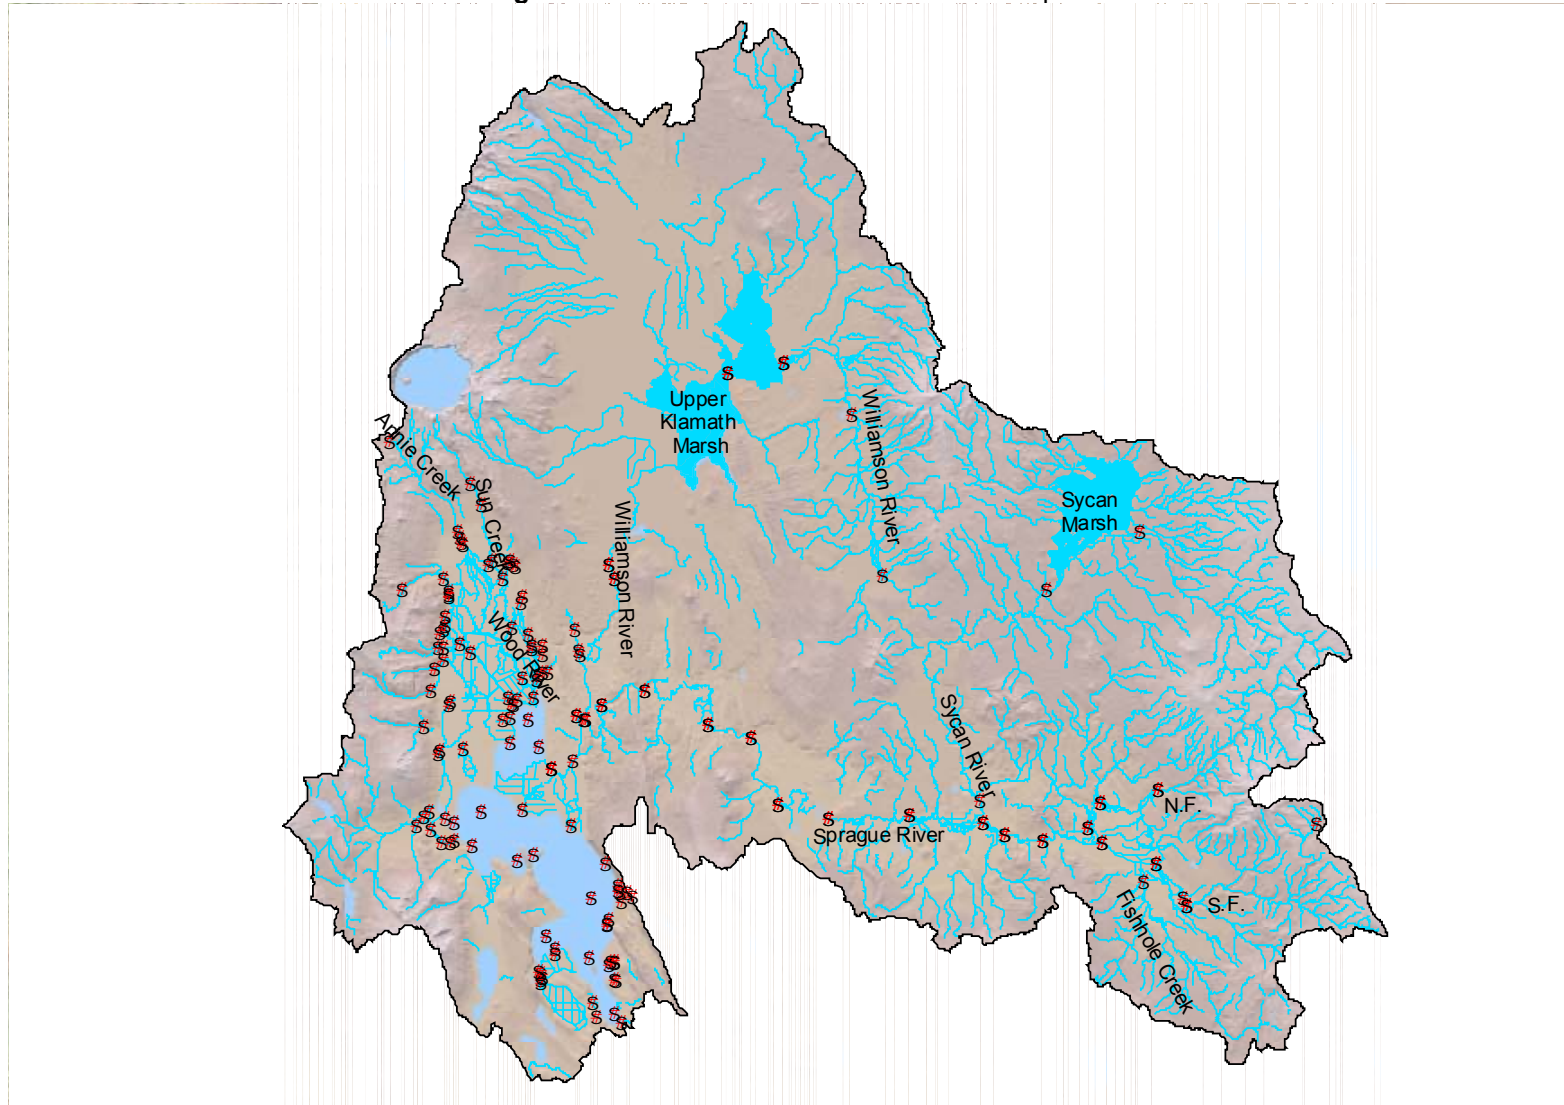 Upper
Klamath
Marsh
Williamson River
Annie Creek
Sun Creek
Sycan
Marsh
Williamson River
Wood River
Sycan River
N.F.
Sprague River
S.F.
Fishhole Creek